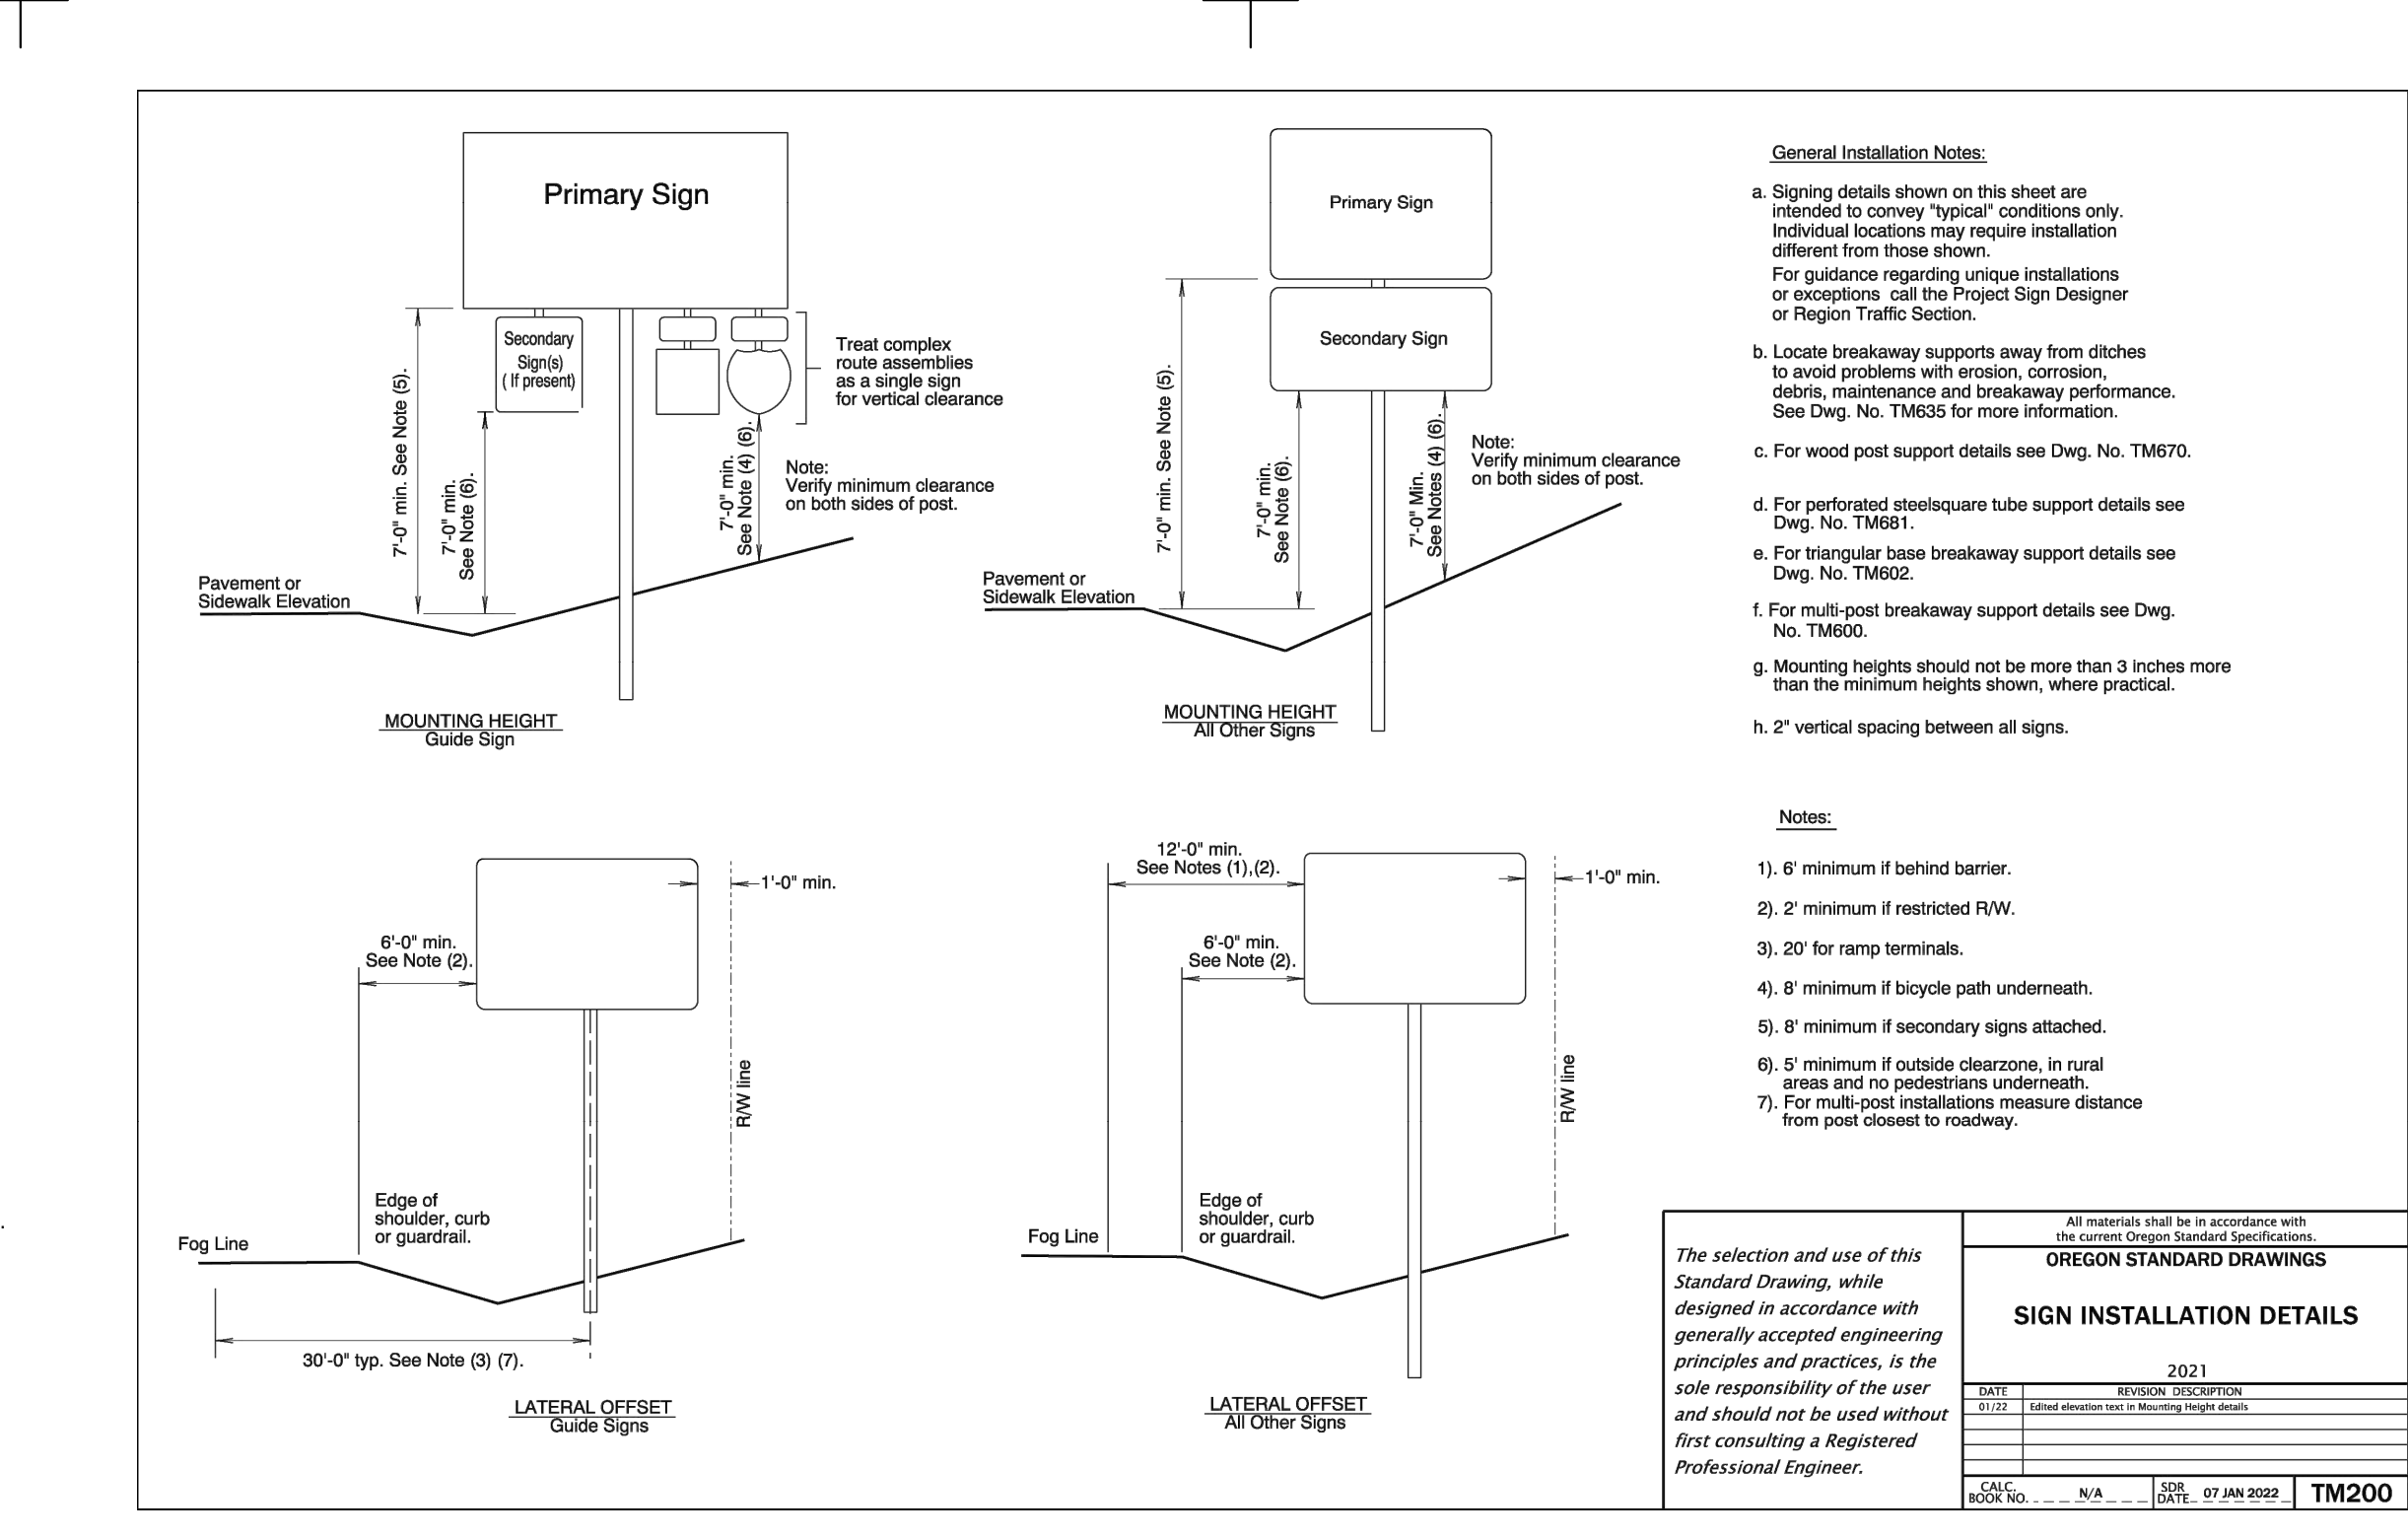 Primary Sign
Secondary
Sign(s)
( If present)
7'-0" min. See Note (5).
7'-0" min.
See Note (6).
7'-0" min.
See Note (4) (6).
Treat complex
route assemblies
as a single sign
for vertical clearance
Note:
Verify minimum clearance
on both sides of post.
Pavement or
Sidewalk Elevation
MOUNTING HEIGHT
Guide Sign
Primary Sign
Secondary Sign
7'-0" min. See Note (5).
7'-0" min.
See Note (6).
7'-0" Min.
See Notes (4) (6).
Note:
Verify minimum clearance
on both sides of post.
Pavement or
Sidewalk Elevation
MOUNTING HEIGHT
All Other Signs
General Installation Notes:
a. Signing details shown on this sheet are
intended to convey "typical" conditions only.
Individual locations may require installation
different from those shown.
For guidance regarding unique installations
or exceptions call the Project Sign Designer
or Region Traffic Section.
b. Locate breakaway supports away from ditches
to avoid problems with erosion, corrosion,
debris, maintenance and breakaway performance.
See Dwg. No. TM635 for more information.
c. For wood post support details see Dwg. No. TM670.
d. For perforated steelsquare tube support details see
Dwg. No. TM681.
e. For triangular base breakaway support details see
Dwg. No. TM602.
f. For multi-post breakaway support details see Dwg.
No. TM600.
g. Mounting heights should not be more than 3 inches more
than the minimum heights shown, where practical.
h. 2" vertical spacing between all signs.
6'-0" min.
See Note (2).
1'-0" min.
R/W line
Edge of
shoulder, curb
or guardrail.
Fog Line
30'-0" typ. See Note (3) (7).
LATERAL OFFSET
Guide Signs
12'-0" min.
See Notes (1),(2).
6'-0" min.
See Note (2).
1'-0" min.
R/W line
Edge of
shoulder, curb
or guardrail.
Fog Line
LATERAL OFFSET
All Other Signs
Notes:
1). 6' minimum if behind barrier.
2). 2' minimum if restricted R/W.
3). 20' for ramp terminals.
4). 8' minimum if bicycle path underneath.
5). 8' minimum if secondary signs attached.
6). 5' minimum if outside clearzone, in rural
areas and no pedestrians underneath.
7). For multi-post installations measure distance
from post closest to roadway.
The selection and use of this
Standard Drawing, while
designed in accordance with
generally accepted engineering
principles and practices, is the
sole responsibility of the user
and should not be used without
first consulting a Registered
Professional Engineer.
All materials shall be in accordance with
the current Oregon Standard Specifications.
OREGON STANDARD DRAWINGS
SIGN INSTALLATION DETAILS
2021
DATE REVISION DESCRIPTION
01/22 Edited elevation text in Mounting Height details
CALC.
BOOK NO. N/A
SDR
DATE 07 JAN 2022
TM200